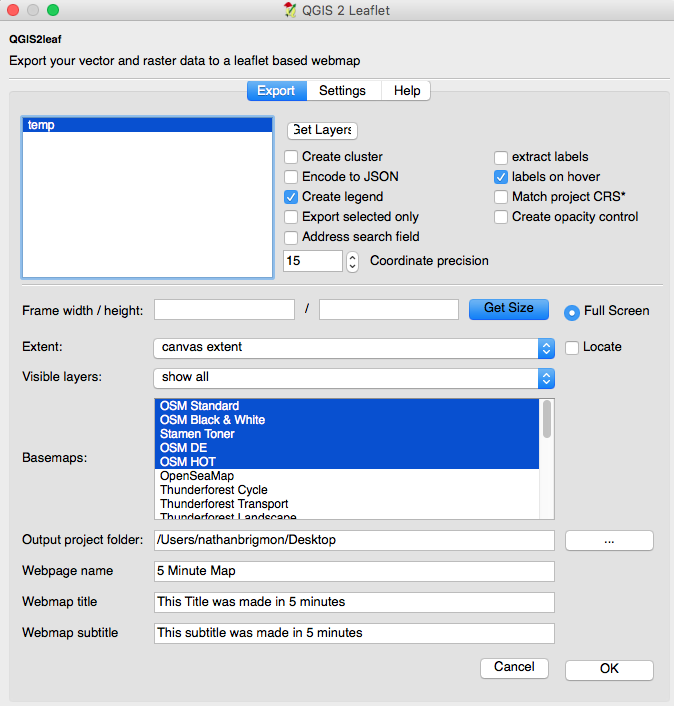 QGIS 2 Leaflet
QGIS2leaf
Export your vector and raster data to a leaflet based webmap
Export Settings Help
temp
Get Layers
Create cluster extract labels
Encode to JSON labels on hover
Create legend Match project CRS*
Export selected only Create opacity control
Address search field
15 Coordinate precision
Frame width / height: / Get Size Full Screen
Extent: canvas extent Locate
Visible layers: show all
Basemaps:
OSM Standard
OSM Black & White
Stamen Toner
OSM DE
OSM HOT
OpenSeaMap
Thunderforest Cycle
Thunderforest Transport
Thunderforest Landscape
Output project folder: /Users/nathanbrigmon/Desktop ...
Webpage name 5 Minute Map
Webmap title This Title was made in 5 minutes
Webmap subtitle This subtitle was made in 5 minutes
Cancel OK